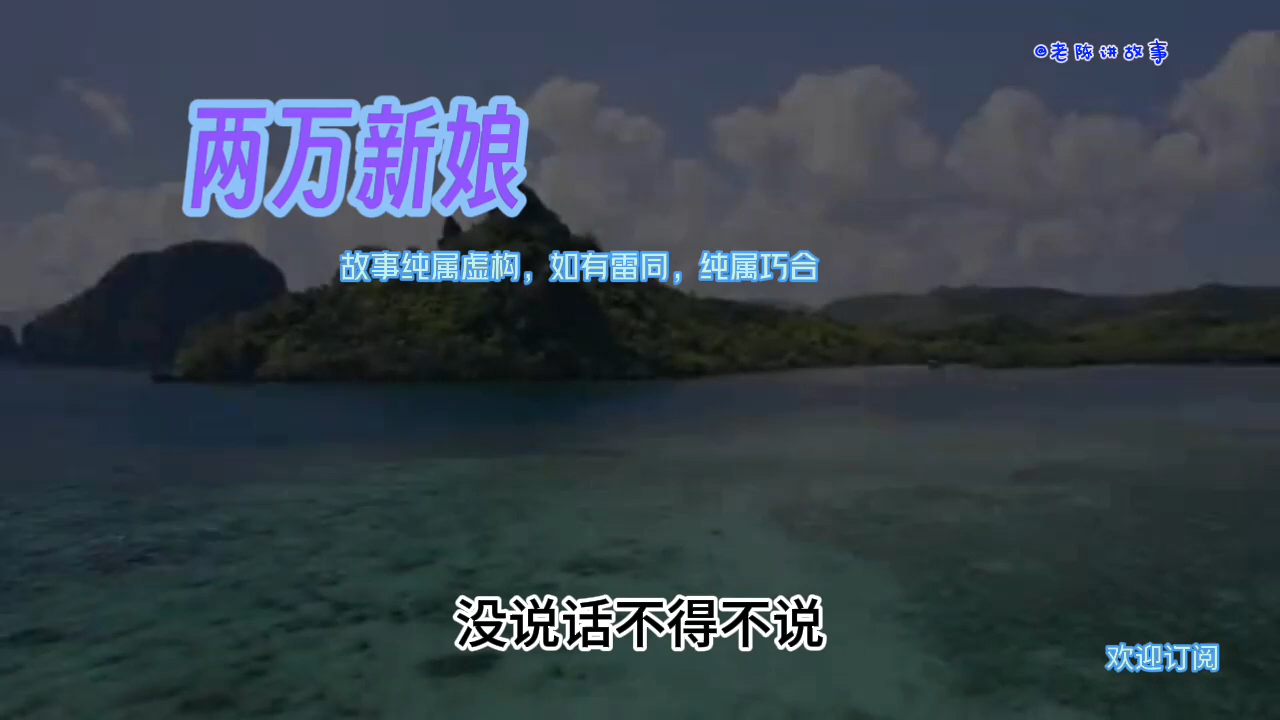 @老陈讲故事
两万新娘
故事纯属虚构，如有雷同，纯属巧合
没说话不得不说
欢迎订阅